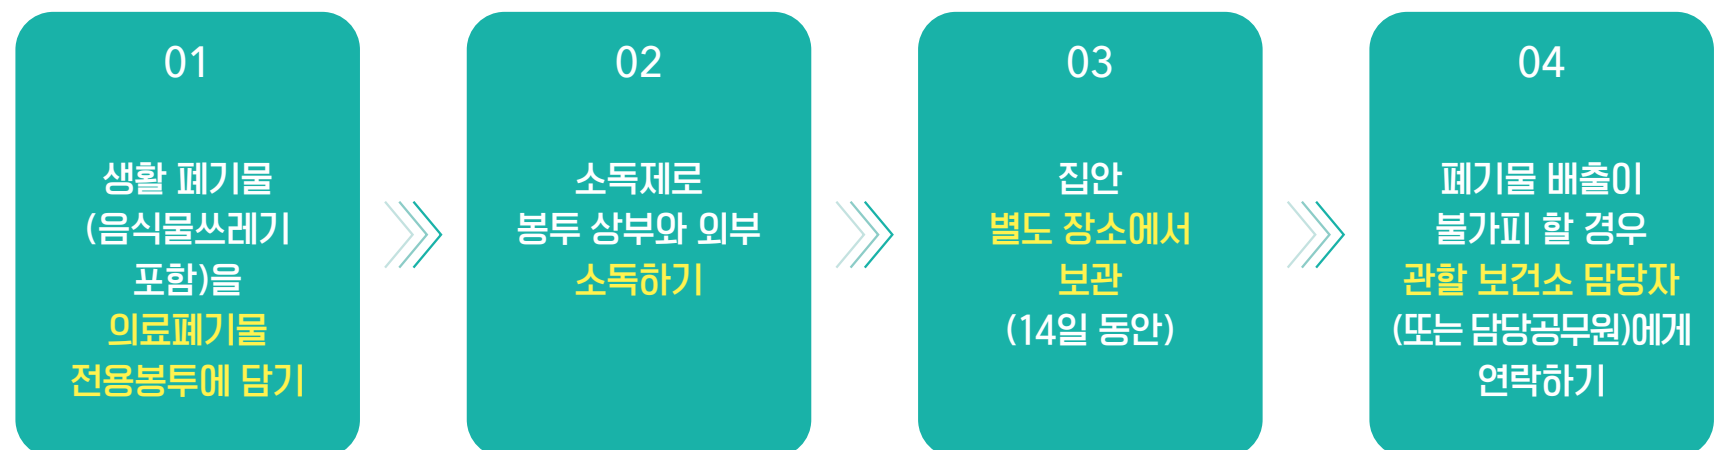 01
생활 폐기물
(음식물쓰레기
포함)을
의료폐기물
전용봉투에 담기
02
소독제로
봉투 상부와 외부
소독하기
03
집안
별도 장소에서
보관
(14일 동안)
04
폐기물 배출이
불가피 할 경우
관할 보건소 담당자
(또는 담당공무원)에게
연락하기